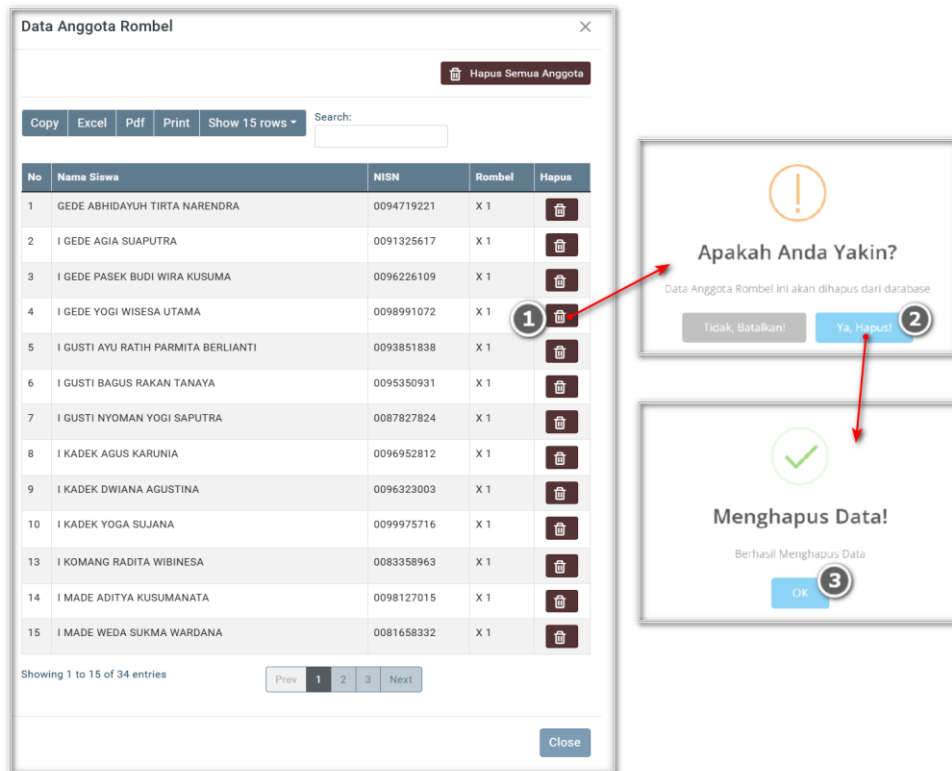 Data Anggota Rombel
Hapus Semua Anggota
Copy Excel Pdf Print Show 15 rows
Search:
No Nama Siswa NISN Rombel Hapus
1 GEDE ABHIDAYUH TIRTA NARENDRA 0094719221 X 1
2 I GEDE AGIA SUAPUTRA 0091325617 X 1
3 I GEDE PASEK BUDI WIRA KUSUMA 0096226109 X 1
4 I GEDE YOGI WISESA UTAMA 0098991072 X 1
5 I GUSTI AYU RATIH PARMITA BERLIANTI 0093851838 X 1
6 I GUSTI BAGUS RAKAN TANAYA 0095350931 X 1
7 I GUSTI NYOMAN YOGI SAPUTRA 0087827824 X 1
8 I KADEK AGUS KARUNIA 0096952812 X 1
9 I KADEK DWIANA AGUSTINA 0096323003 X 1
10 I KADEK YOGA SUJANA 0099975716 X 1
13 I KOMANG RADITA WIBINESA 0083358963 X 1
14 I MADE ADITYA KUSUMANATA 0098127015 X 1
15 I MADE WEDA SUKMA WARDANA 0081658332 X 1
Showing 1 to 15 of 34 entries
Prev 1 2 3 Next
Close
1
Apakah Anda Yakin?
Data Anggota Rombel ini akan dihapus dari database
Tidak, Batalkan! Ya, Hapus! 2
Menghapus Data!
Berhasil Menghapus Data
OK 3